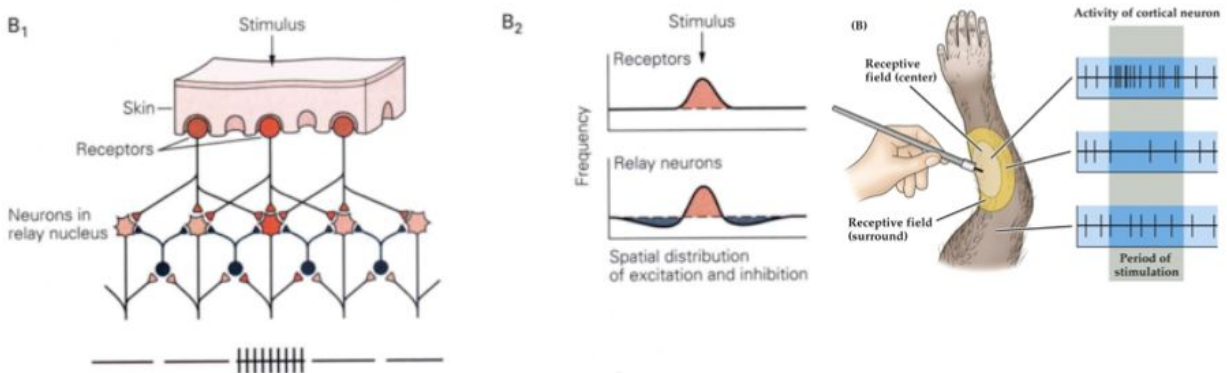 B1
Stimulus
Skin
Receptors
Neurons in
relay nucleus
B2
Stimulus
Receptors
Frequency
Relay neurons
Spatial distribution
of excitation and inhibition
(B)
Receptive
field (center)
Receptive field
(surround)
Activity of cortical neuron
Period of
stimulation